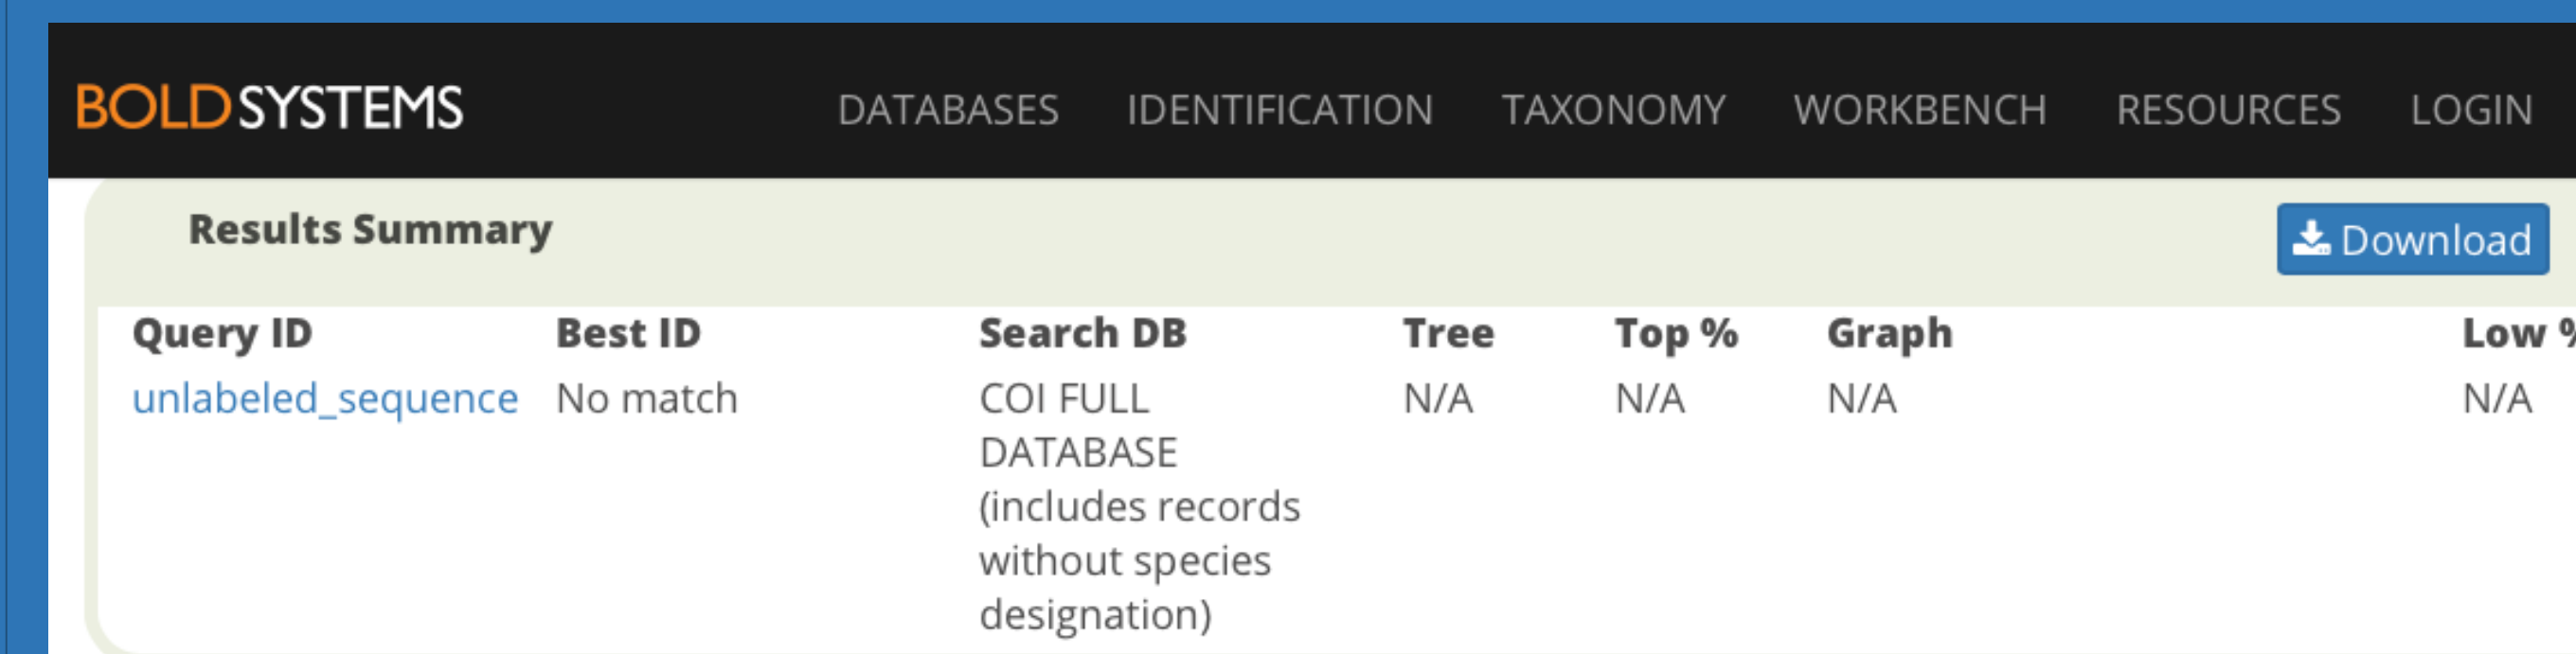 BOLDSYSTEMS DATABASES IDENTIFICATION TAXONOMY WORKBENCH RESOURCES LOGIN
Results Summary Download
Query ID Best ID Search DB Tree Top % Graph Low %
unlabeled_sequence No match COI FULL N/A N/A N/A N/A
DATABASE
(includes records
without species
designation)